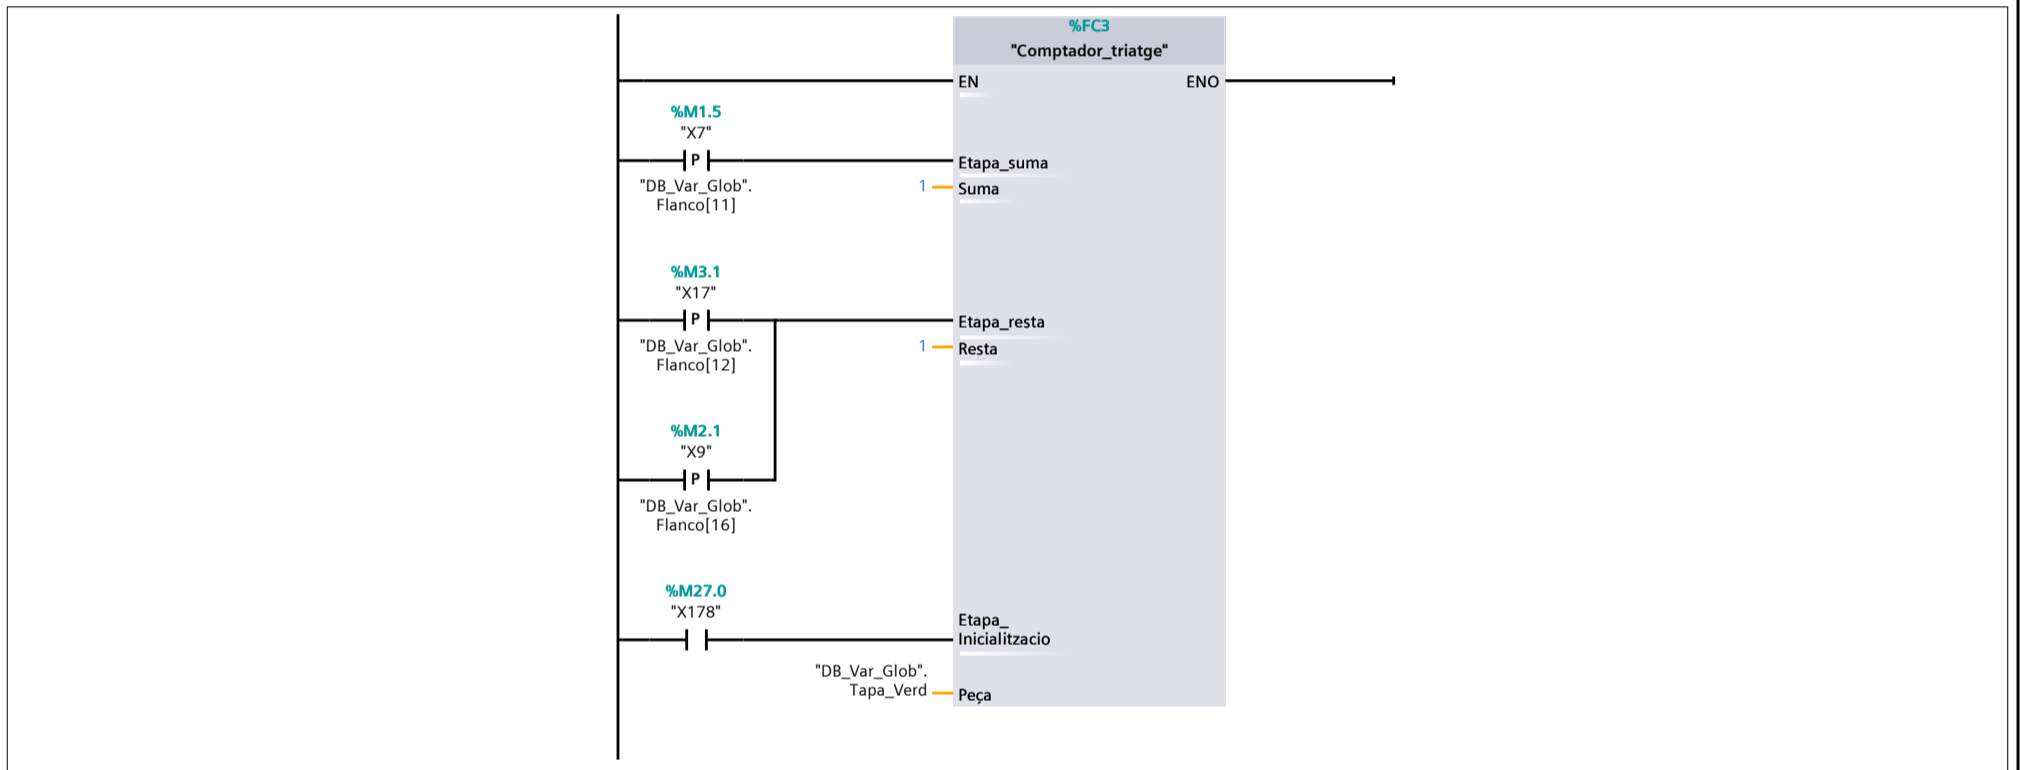 %FC3
"Comptador_triatge"
EN ENO
%M1.5
"X7"
P
Etapa_suma
"DB_Var_Glob".
Flanco[11]
1 Suma
%M3.1
"X17"
P
Etapa_resta
"DB_Var_Glob".
Flanco[12]
1 Resta
%M2.1
"X9"
P
"DB_Var_Glob".
Flanco[16]
%M27.0
"X178"
Etapa_
Inicialitzacio
"DB_Var_Glob".
Tapa_Verd
Peça